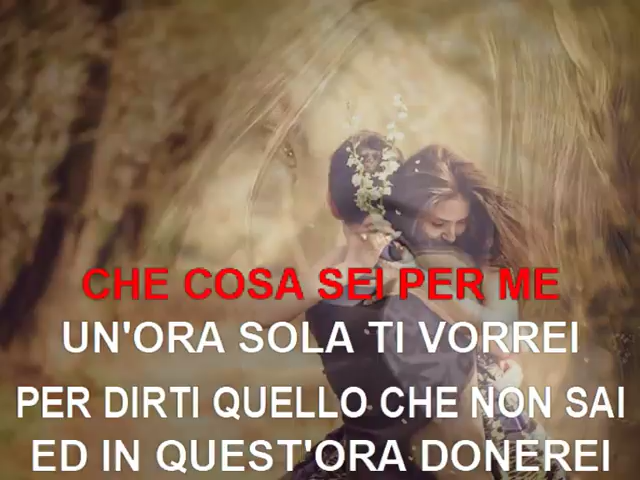 CHE COSA SEI PER ME
UN'ORA SOLA TI VORREI
PER DIRTI QUELLO CHE NON SAI
ED IN QUEST'ORA DONEREI